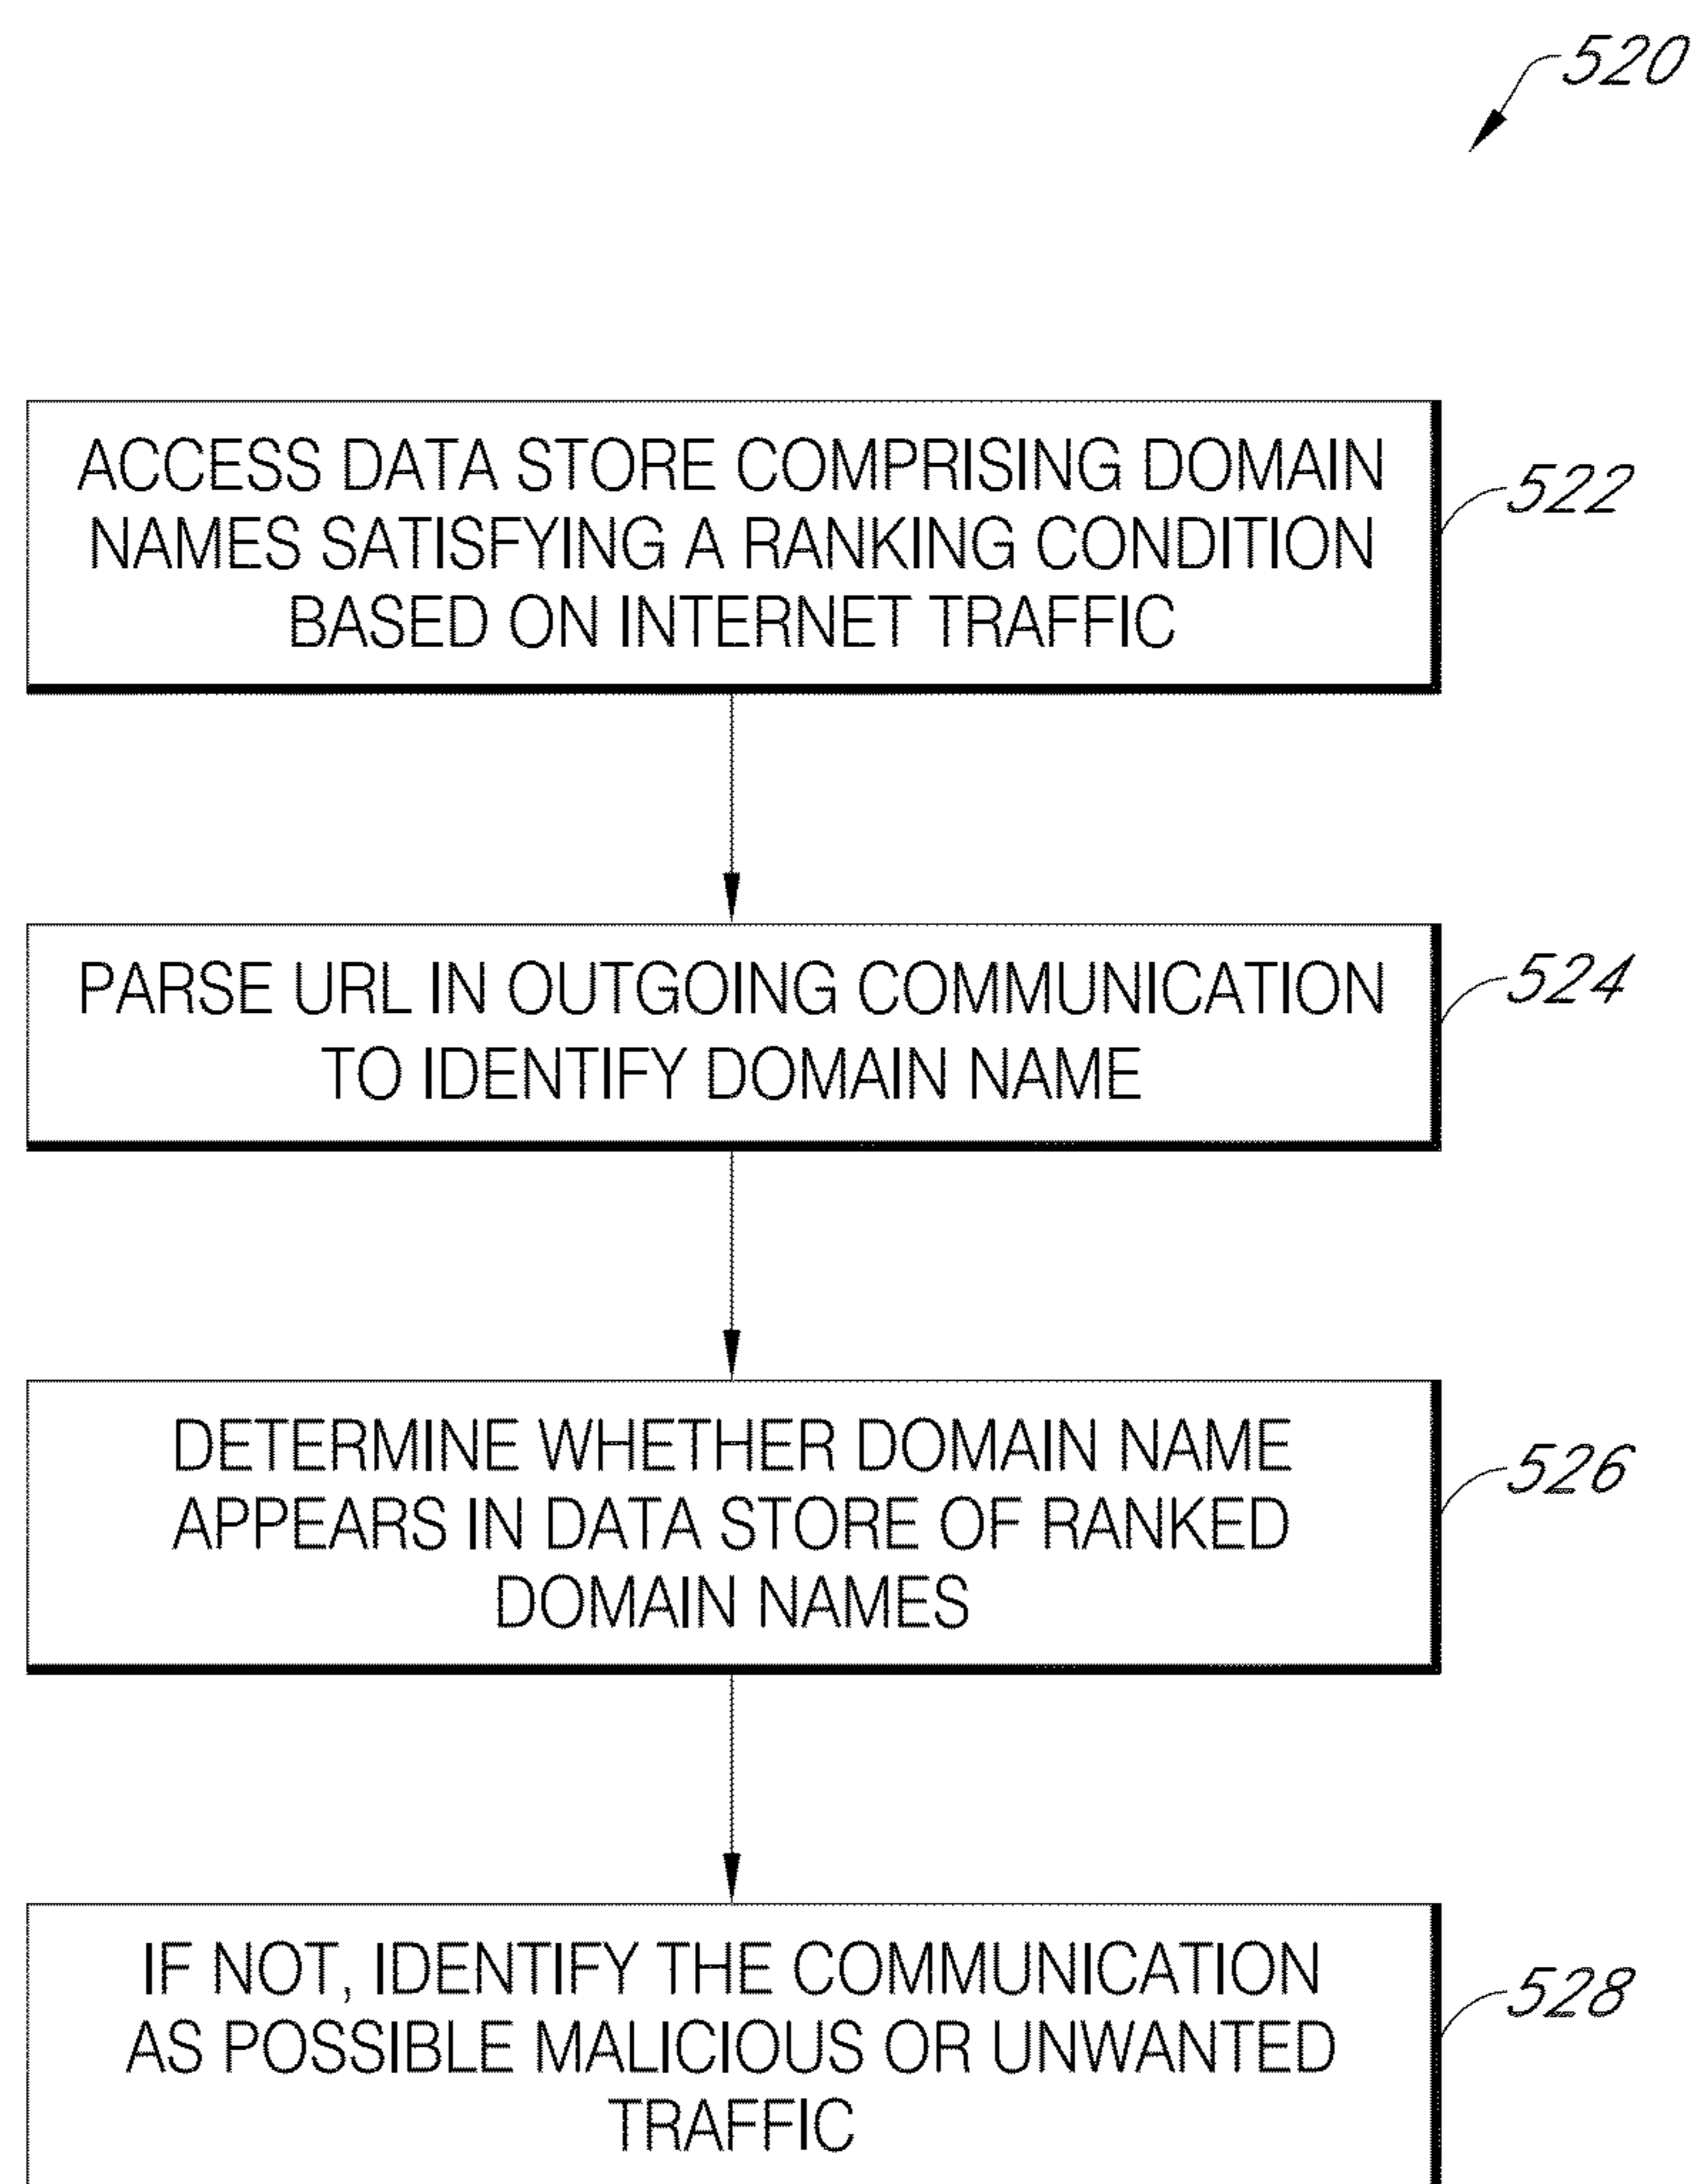 520
ACCESS DATA STORE COMPRISING DOMAIN
NAMES SATISFYING A RANKING CONDITION
BASED ON INTERNET TRAFFIC
522
PARSE URL IN OUTGOING COMMUNICATION
TO IDENTIFY DOMAIN NAME
524
DETERMINE WHETHER DOMAIN NAME
APPEARS IN DATA STORE OF RANKED
DOMAIN NAMES
526
IF NOT, IDENTIFY THE COMMUNICATION
AS POSSIBLE MALICIOUS OR UNWANTED
TRAFFIC
528